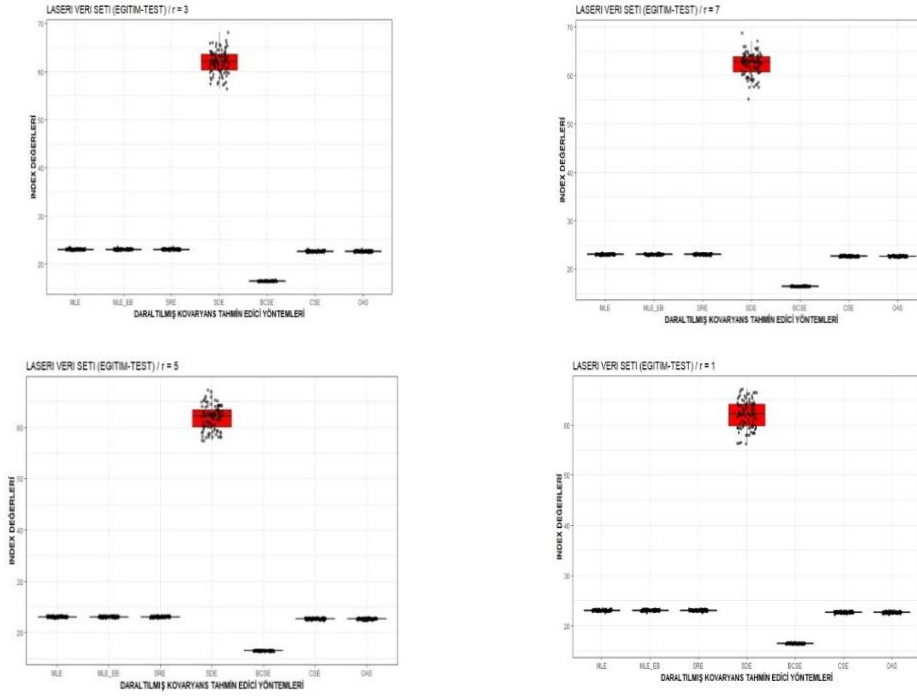 LASERI VERI SETI (EGITIM-TEST) / r = 3
INDEX DEĞERLERİ
70
60
50
40
30
20
MLE MLE_EB SRE SDE BCSE CSE OAS
DARALTILMIŞ KOVARYANS TAHMİN EDİCİ YÖNTEMLERİ
LASERI VERI SETI (EGITIM-TEST) / r = 7
INDEX DEĞERLERİ
70
60
50
40
30
20
MLE MLE_EB SRE SDE BCSE CSE OAS
DARALTILMIŞ KOVARYANS TAHMİN EDİCİ YÖNTEMLERİ
LASERI VERI SETI (EGITIM-TEST) / r = 5
INDEX DEĞERLERİ
60
50
40
30
20
MLE MLE_EB SRE SDE BCSE CSE OAS
DARALTILMIŞ KOVARYANS TAHMİN EDİCİ YÖNTEMLERİ
LASERI VERI SETI (EGITIM-TEST) / r = 1
INDEX DEĞERLERİ
60
50
40
30
20
MLE MLE_EB SRE SDE BCSE CSE OAS
DARALTILMIŞ KOVARYANS TAHMİN EDİCİ YÖNTEMLERİ